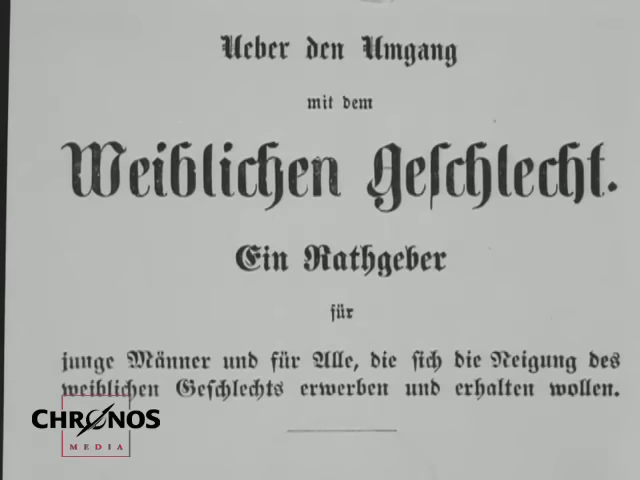 Ueber den Umgang
mit dem
Weiblichen Geschlecht.
Ein Rathgeber
für
junge Männer und für Alle, die sich die Neigung des
weiblichen Geschlechts erwerben und erhalten wollen.
CHRONOS
MEDIA